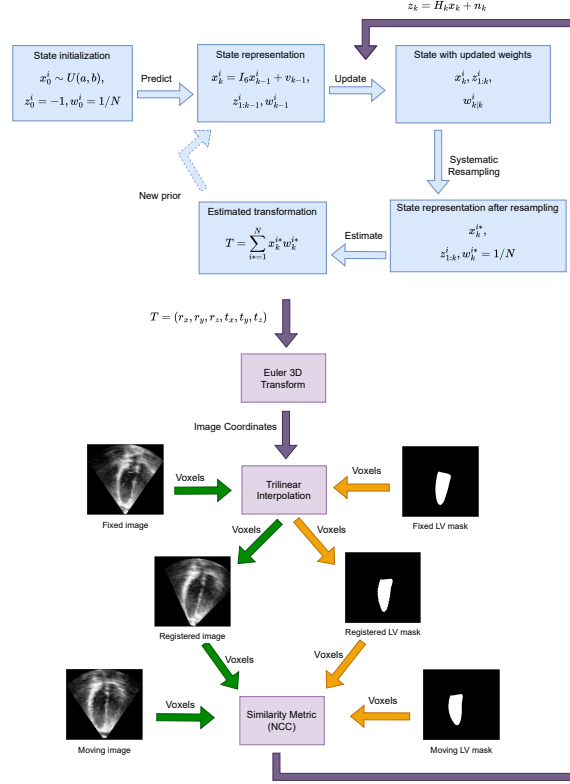 z_k = H_k x_k + n_k
State initialization
x_0^i ∼ U(a, b),
z_0^i = −1, w_0^i = 1/N
Predict
State representation
x_k^i = I_6 x_{k−1}^i + v_{k−1},
z_{1:k−1}^i, w_{k−1}^i
Update
State with updated weights
x_k^i, z_{1:k}^i,
w_{k|k}^i
Systematic
Resampling
New prior
Estimated transformation
T = ∑_{i*=1}^N x_k^{i*} w_k^{i*}
Estimate
State representation after resampling
x_k^{i*},
z_{1:k}^i, w_k^{i*} = 1/N
T = (r_x, r_y, r_z, t_x, t_y, t_z)
Euler 3D
Transform
Image Coordinates
Voxels
Fixed image
Trilinear
Interpolation
Voxels
Fixed LV mask
Voxels
Voxels
Registered image
Registered LV mask
Voxels
Voxels
Voxels
Moving image
Similarity Metric
(NCC)
Voxels
Moving LV mask